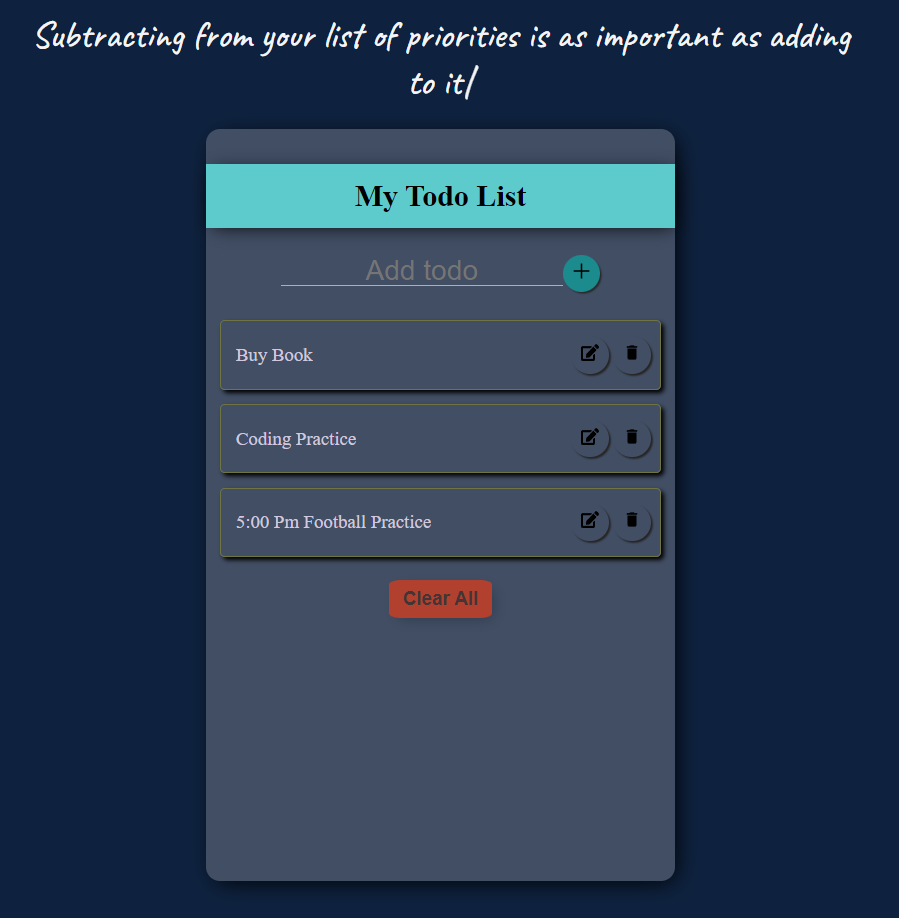 Subtracting from your list of priorities is as important as adding
to it|
My Todo List
Add todo
Buy Book
Coding Practice
5:00 Pm Football Practice
Clear All